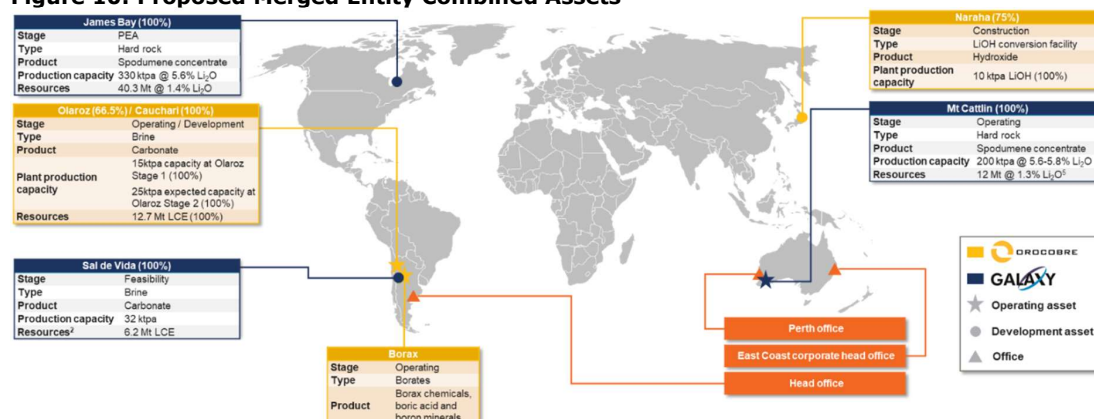 Figure 10: Proposed Merged Entity Combined Assets
James Bay (100%)
Stage PEA
Type Hard rock
Product Spodumene concentrate
Production capacity 330 ktpa @ 5.6% Li₂O
Resources 40.3 Mt @ 1.4% Li₂O
Olaroz (66.5%) / Cauchari (100%)
Stage Operating / Development
Type Brine
Product Carbonate
Plant production capacity 15ktpa capacity at Olaroz
Stage 1 (100%)
25ktpa expected capacity at
Olaroz Stage 2 (100%)
Resources 12.7 Mt LCE (100%)
Sal de Vida (100%)
Stage Feasibility
Type Brine
Product Carbonate
Production capacity 32 ktpa
Resources² 6.2 Mt LCE
Borax
Stage Operating
Type Borates
Product Borax chemicals,
boric acid and
boron minerals
Naraha (75%)
Stage Construction
Type LiOH conversion facility
Product Hydroxide
Plant production
capacity 10 ktpa LiOH (100%)
Mt Cattlin (100%)
Stage Operating
Type Hard rock
Product Spodumene concentrate
Production capacity 200 ktpa @ 5.6-5.8% Li₂O
Resources 12 Mt @ 1.3% Li₂O⁵
Perth office
East Coast corporate head office
Head office
OROCOBRE
GALAXY
Operating asset
Development asset
Office